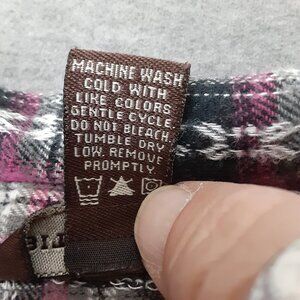 MACHINE WASH
COLD WITH
LIKE COLORS
GENTLE CYCLE.
DO NOT BLEACH.
TUMBLE DRY
LOW. REMOVE
PROMPTLY